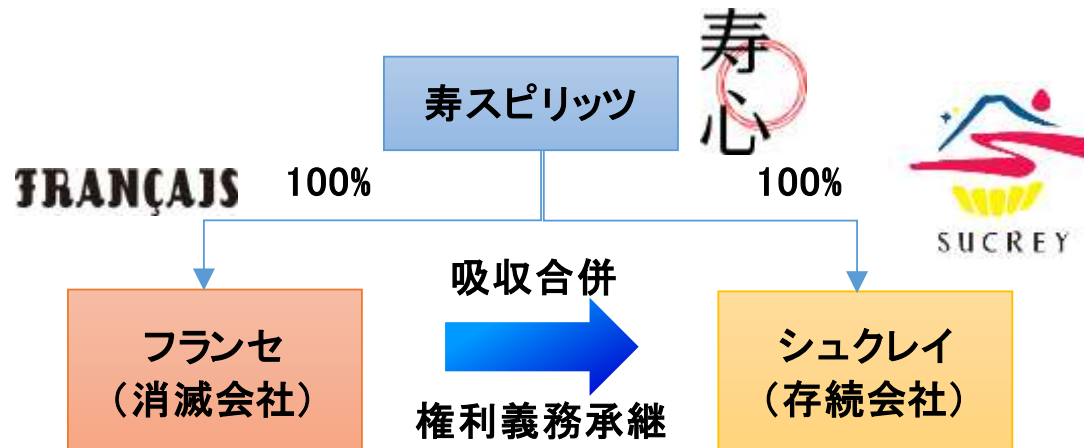 寿スピリッツ
寿心
FRANÇAIS
100%
100%
SUCREY
吸収合併
フランセ
（消滅会社）
シュクレイ
（存続会社）
権利義務承継